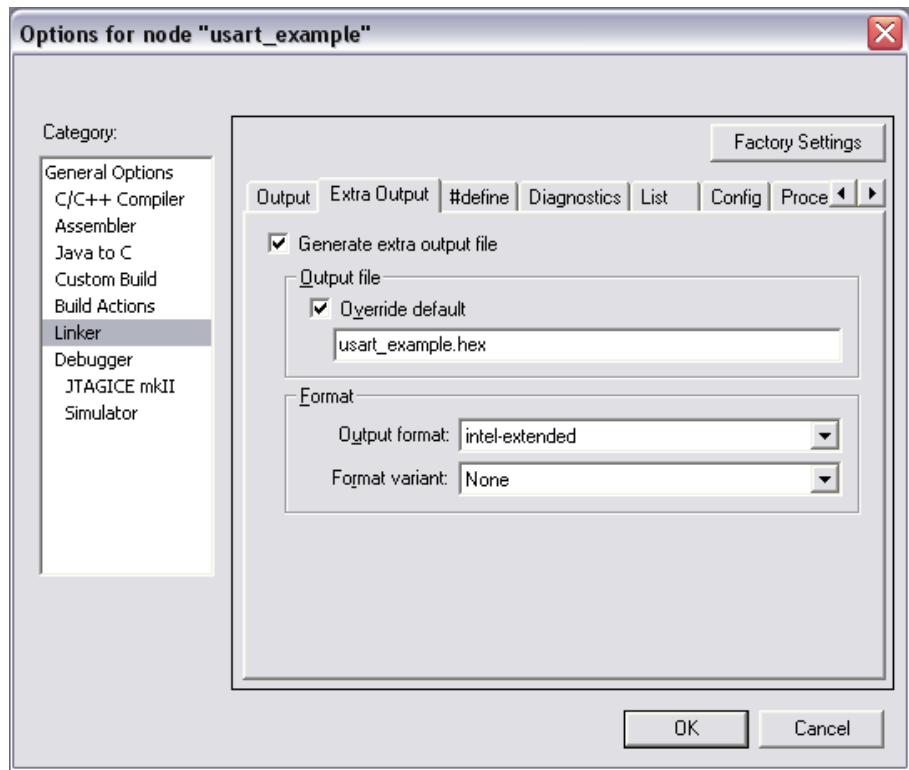 Options for node "usart_example"
Category:
General Options
C/C++ Compiler
Assembler
Java to C
Custom Build
Build Actions
Linker
Debugger
JTAGICE mkII
Simulator
Factory Settings
Output Extra Output #define Diagnostics List Config Proce
Generate extra output file
Output file
Override default
usart_example.hex
Format
Output format: intel-extended
Format variant: None
OK Cancel